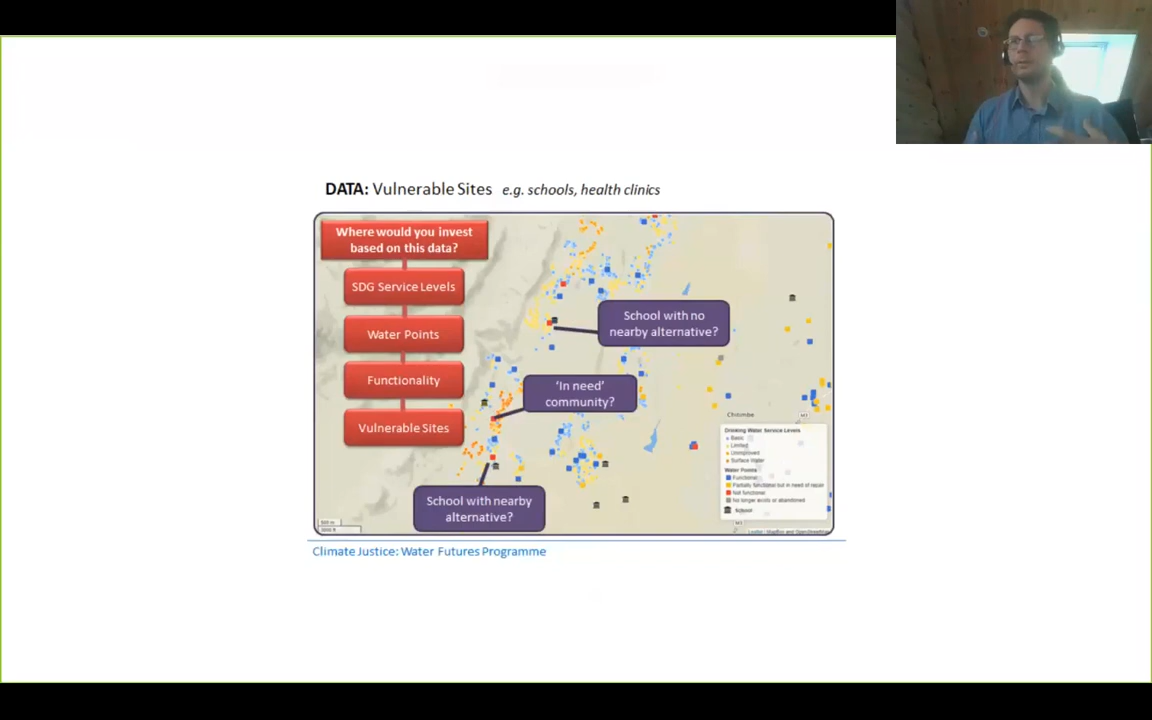 DATA: Vulnerable Sites e.g. schools, health clinics
Where would you invest
based on this data?
SDG Service Levels
Water Points
Functionality
Vulnerable Sites
School with no
nearby alternative?
'In need'
community?
School with nearby
alternative?
Chitimbe
M3
Drinking Water Service Levels
Basic
Limited
Unimproved
Surface Water
Water Points
Functional
Partially functional but in need of repair
Not functional
No longer exists or abandoned
School
M3
Climate Justice: Water Futures Programme